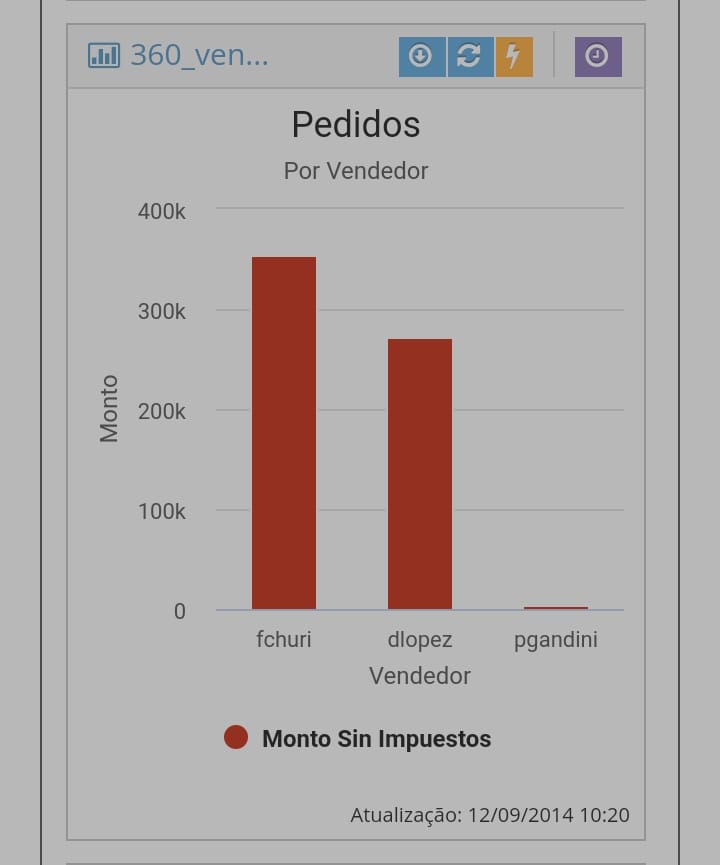 360_ven...
Pedidos
Por Vendedor
400k
300k
200k
100k
0
Monto
fchuri dlopez pgandini
Vendedor
Monto Sin Impuestos
Atualização: 12/09/2014 10:20